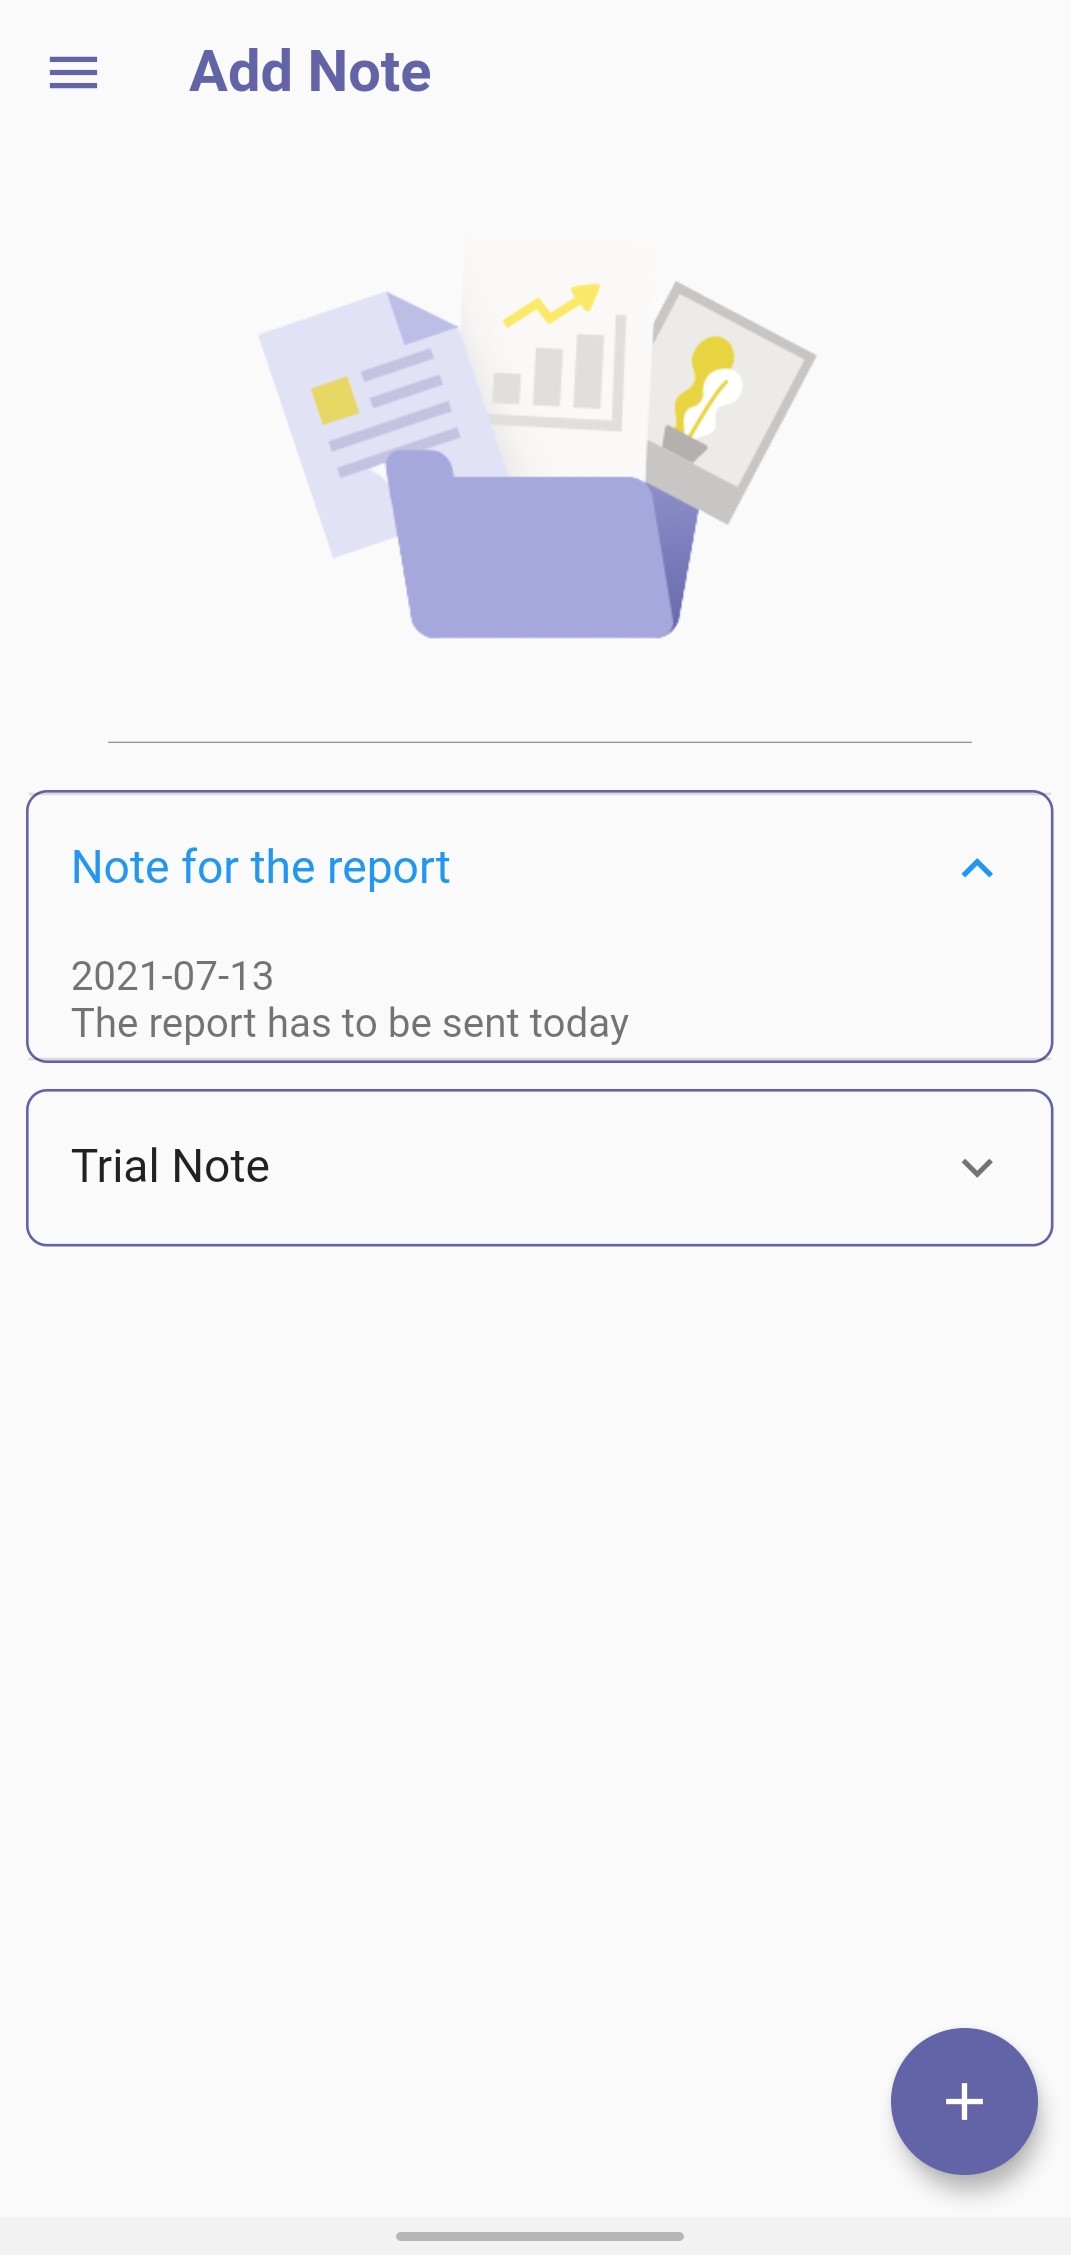 Add Note
Note for the report
2021-07-13
The report has to be sent today
Trial Note